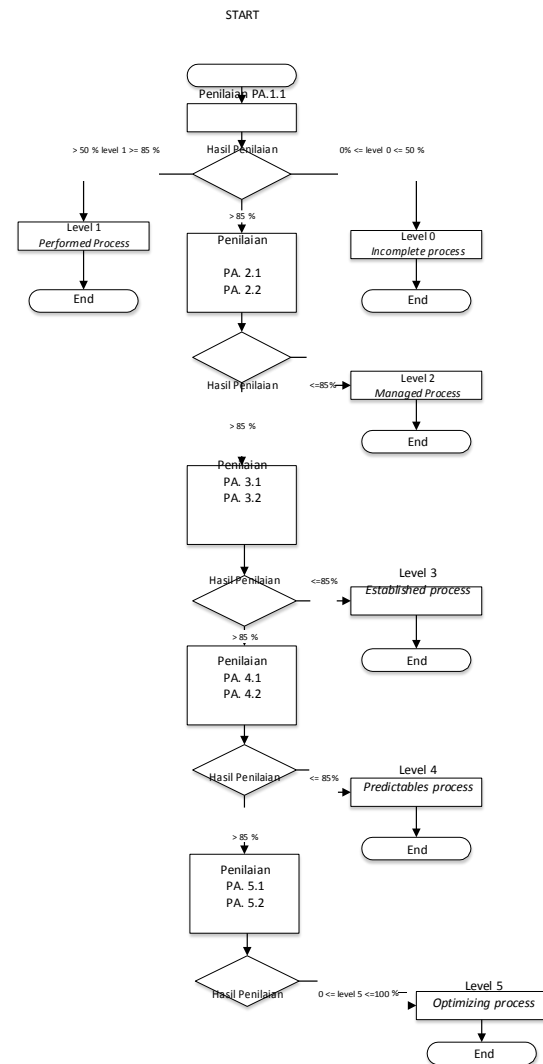 START
Penilaian PA.1.1
Hasil Penilaian
> 50 % level 1 >= 85 %
0% <= level 0 <= 50 %
> 85 %
Level 1
Performed Process
End
Level 0
Incomplete process
End
Penilaian
PA. 2.1
PA. 2.2
Hasil Penilaian
<=85%
Level 2
Managed Process
End
> 85 %
Penilaian
PA. 3.1
PA. 3.2
Hasil Penilaian
<=85%
Level 3
Established process
End
> 85 %
Penilaian
PA. 4.1
PA. 4.2
Hasil Penilaian
<= 85%
Level 4
Predictables process
End
> 85 %
Penilaian
PA. 5.1
PA. 5.2
Hasil Penilaian
0 <= level 5 <=100 %
Level 5
Optimizing process
End